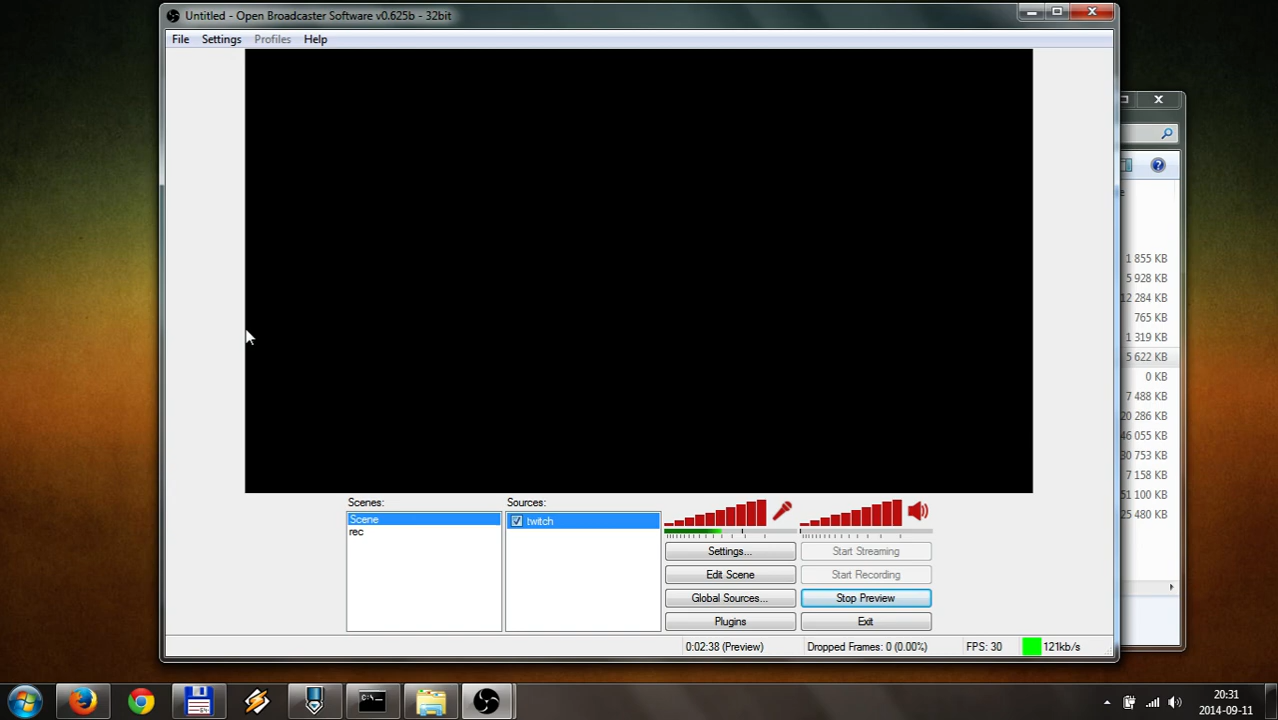 Untitled - Open Broadcaster Software v0.625b - 32bit
File Settings Profiles Help
1 855 KB
5 928 KB
12 284 KB
765 KB
1 319 KB
5 622 KB
0 KB
7 488 KB
20 286 KB
46 055 KB
30 753 KB
7 158 KB
51 100 KB
25 480 KB
Scenes:
Scene
rec
Sources:
twitch
Settings...
Start Streaming
Edit Scene
Start Recording
Global Sources...
Stop Preview
Plugins
Exit
0:02:38 (Preview)
Dropped Frames: 0 (0.00%)
FPS: 30
121kb/s
C:\.
20:31
2014-09-11